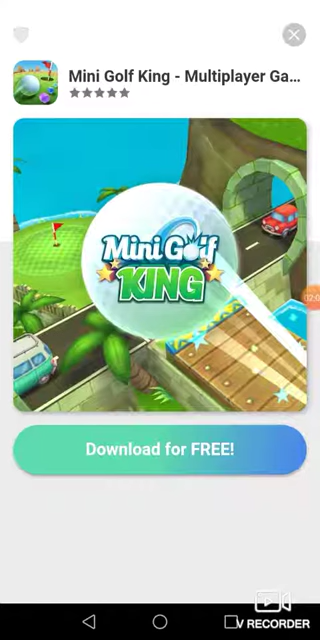 Mini Golf King - Multiplayer Ga...
Mini Golf
KING
Download for FREE!
V RECORDER